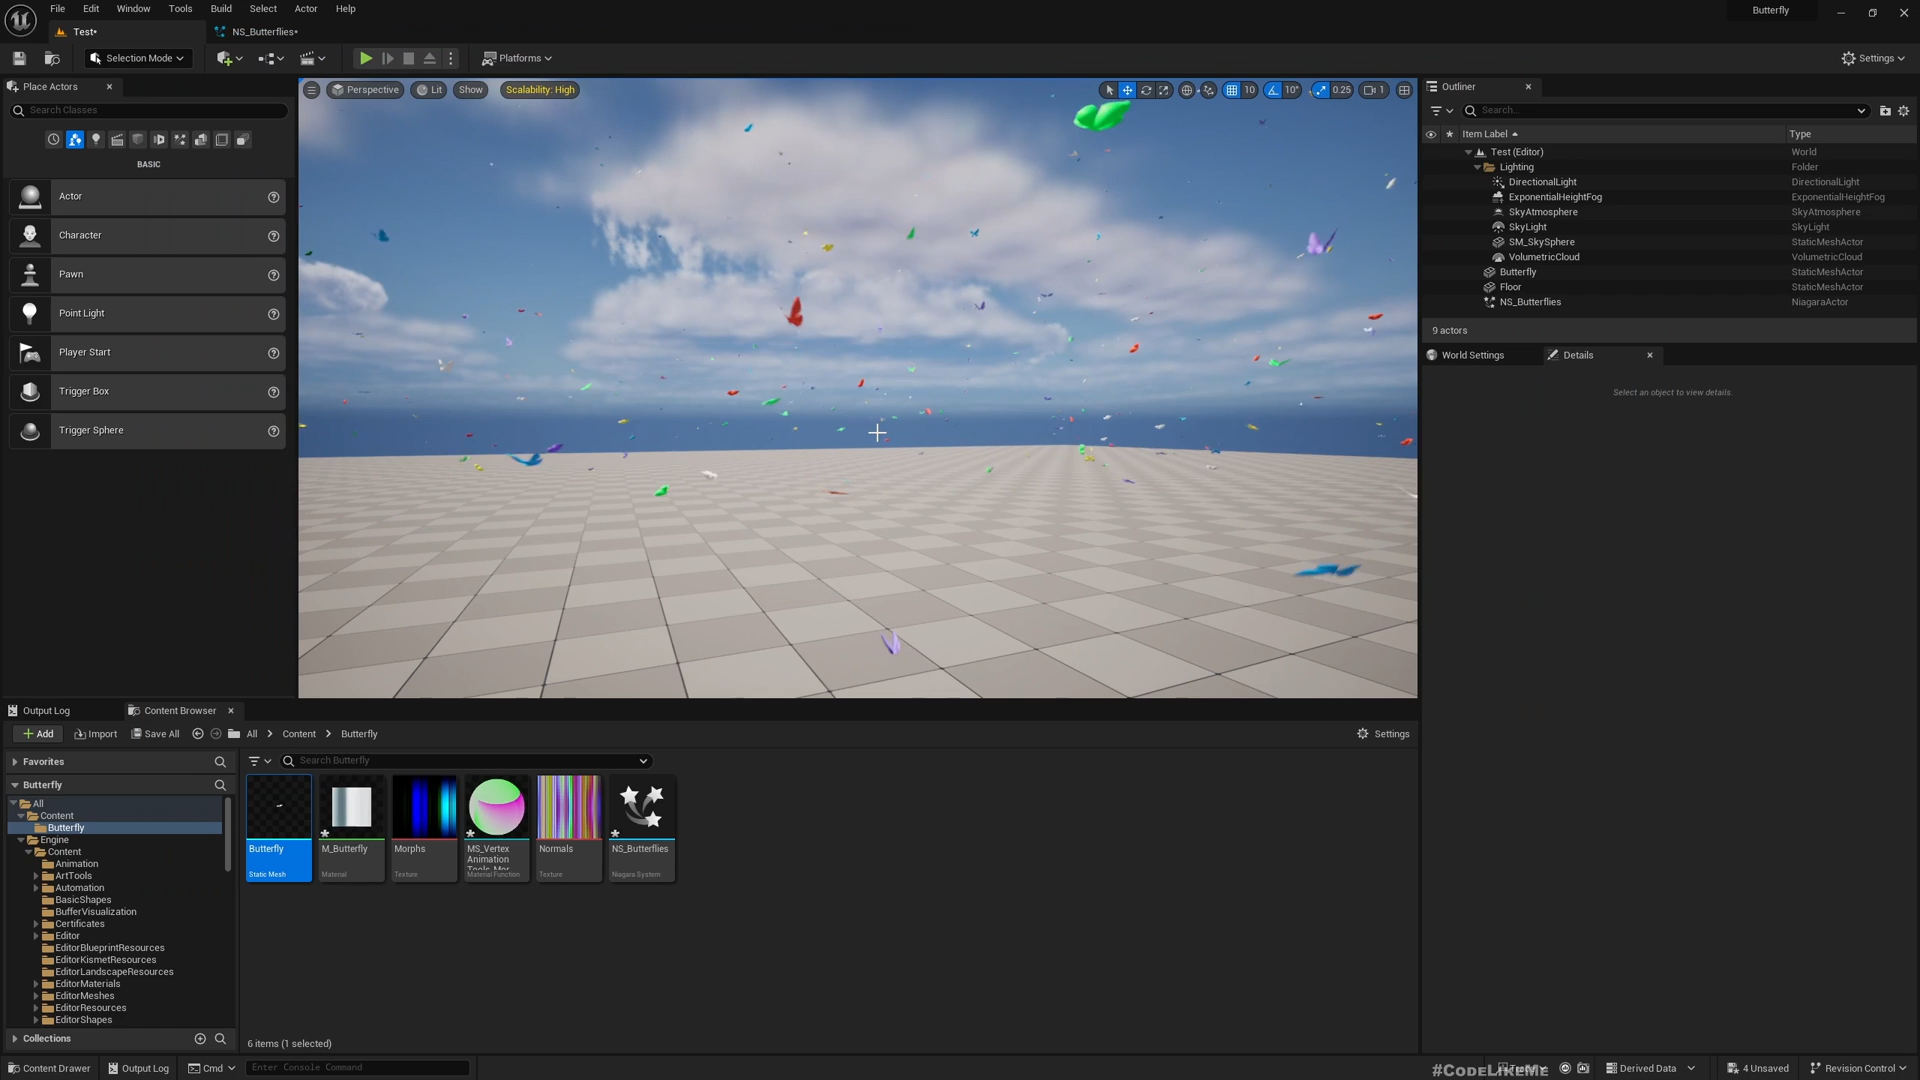 File Edit Window Tools Build Select Actor Help
Butterfly
Test•
NS_Butterflies•
Selection Mode
Platforms
Settings
Place Actors
Search Classes
BASIC
Actor
Character
Pawn
Point Light
Player Start
Trigger Box
Trigger Sphere
Perspective Lit Show Scalability: High
10 10° 0.25 1
Outliner
Search...
Item Label Type
Test (Editor) World
Lighting Folder
DirectionalLight DirectionalLight
ExponentialHeightFog ExponentialHeightFog
SkyAtmosphere SkyAtmosphere
SkyLight SkyLight
SM_SkySphere StaticMeshActor
VolumetricCloud VolumetricCloud
Butterfly StaticMeshActor
Floor StaticMeshActor
NS_Butterflies NiagaraActor
9 actors
World Settings Details
Select an object to view details.
Output Log Content Browser
Add Import Save All All Content Butterfly Settings
Favorites
Search Butterfly
Butterfly
All
Content
Butterfly
Engine
Content
Animation
ArtTools
Automation
BasicShapes
BufferVisualization
Certificates
Editor
EditorBlueprintResources
EditorKismetResources
EditorLandscapeResources
EditorMaterials
EditorMeshes
EditorResources
EditorShapes
Collections
Butterfly
Static Mesh
M_Butterfly
Material
Morphs
Texture
MS_Vertex
Animation
Material Function
Normals
Texture
NS_Butterflies
Niagara System
6 items (1 selected)
Content Drawer Output Log Cmd Enter Console Command
#CodeLikeMe
Derived Data 4 Unsaved Revision Control